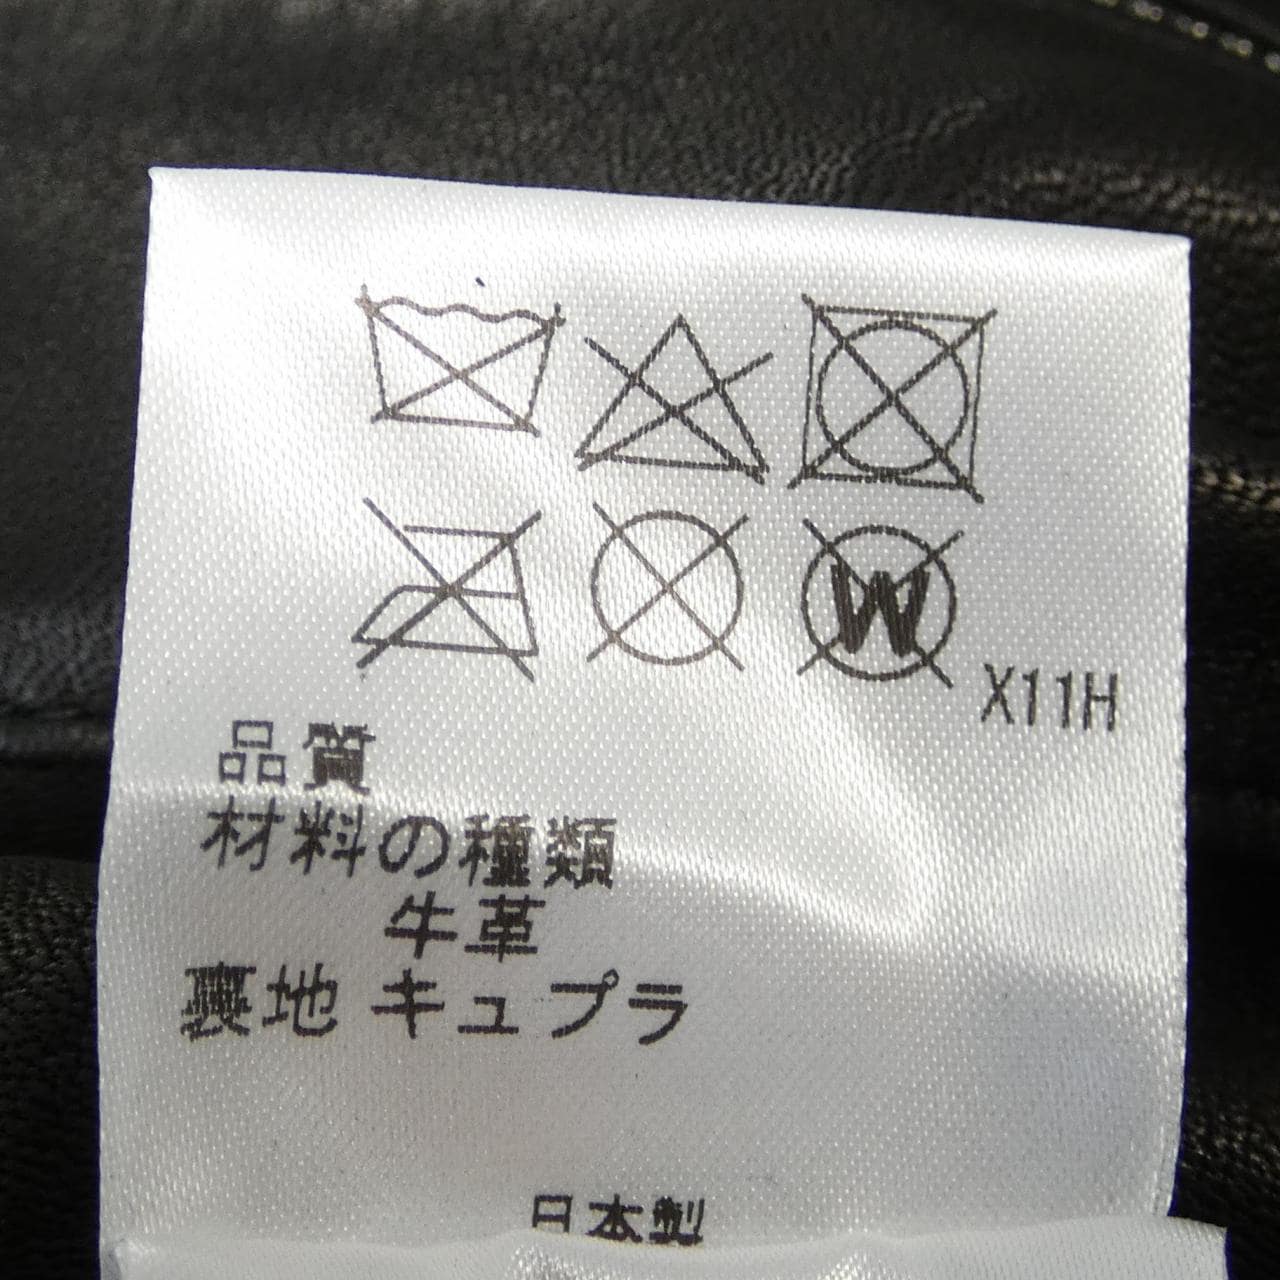 W
X11H
品質
材料の種類
牛革
裏地 キュプラ
日本製